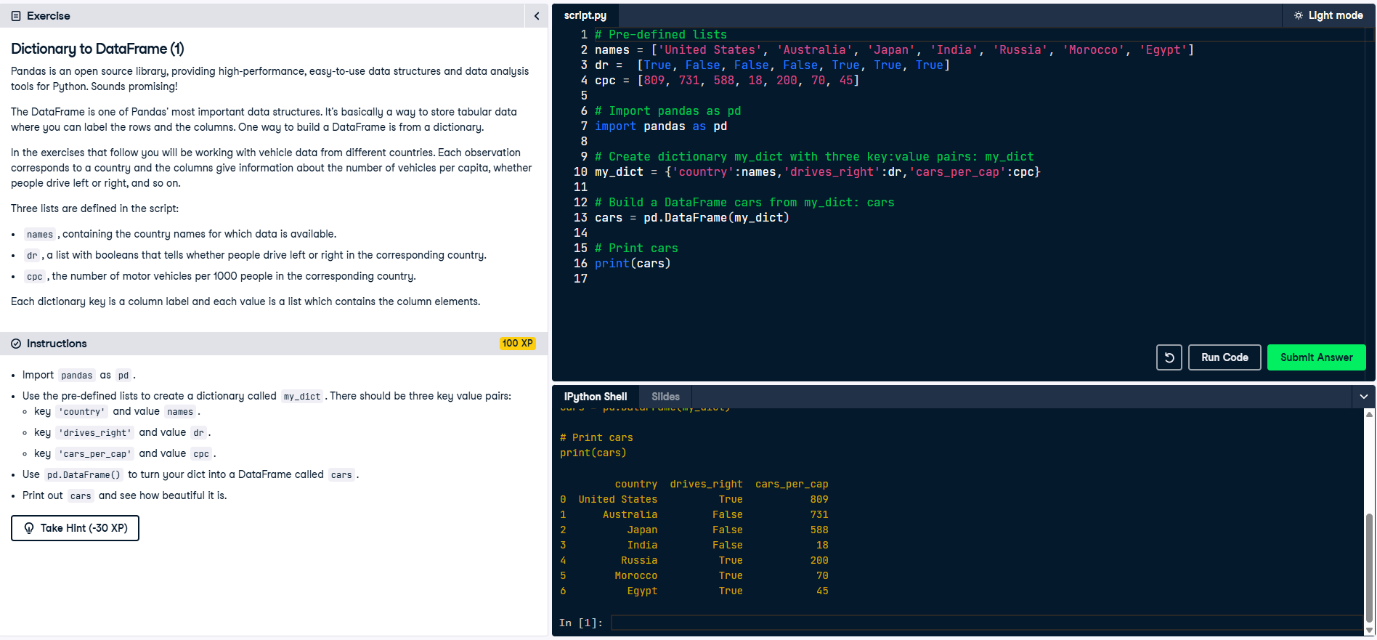 Exercise
Dictionary to DataFrame (1)
Pandas is an open source library, providing high-performance, easy-to-use data structures and data analysis
tools for Python. Sounds promising!
The DataFrame is one of Pandas' most important data structures. It's basically a way to store tabular data
where you can label the rows and the columns. One way to build a DataFrame is from a dictionary.
In the exercises that follow you will be working with vehicle data from different countries. Each observation
corresponds to a country and the columns give information about the number of vehicles per capita, whether
people drive left or right, and so on.
Three lists are defined in the script:
• names , containing the country names for which data is available.
• dr , a list with booleans that tells whether people drive left or right in the corresponding country.
• cpc , the number of motor vehicles per 1000 people in the corresponding country.
Each dictionary key is a column label and each value is a list which contains the column elements.
Instructions 100 XP
• Import pandas as pd .
• Use the pre-defined lists to create a dictionary called my_dict . There should be three key value pairs:
◦ key 'country' and value names .
◦ key 'drives_right' and value dr .
◦ key 'cars_per_cap' and value cpc .
• Use pd.DataFrame() to turn your dict into a DataFrame called cars .
• Print out cars and see how beautiful it is.
Take Hint (-30 XP)
script.py Light mode
1 # Pre-defined lists
2 names = ['United States', 'Australia', 'Japan', 'India', 'Russia', 'Morocco', 'Egypt']
3 dr =  [True, False, False, False, True, True, True]
4 cpc = [809, 731, 588, 18, 200, 70, 45]
5
6 # Import pandas as pd
7 import pandas as pd
8
9 # Create dictionary my_dict with three key:value pairs: my_dict
10 my_dict = {'country':names,'drives_right':dr,'cars_per_cap':cpc}
11
12 # Build a DataFrame cars from my_dict: cars
13 cars = pd.DataFrame(my_dict)
14
15 # Print cars
16 print(cars)
17
Run Code Submit Answer
IPython Shell Slides
cars = pd.DataFrame(my_dict)
# Print cars
print(cars)
country drives_right cars_per_cap
0 United States True 809
1 Australia False 731
2 Japan False 588
3 India False 18
4 Russia True 200
5 Morocco True 70
6 Egypt True 45
In [1]: